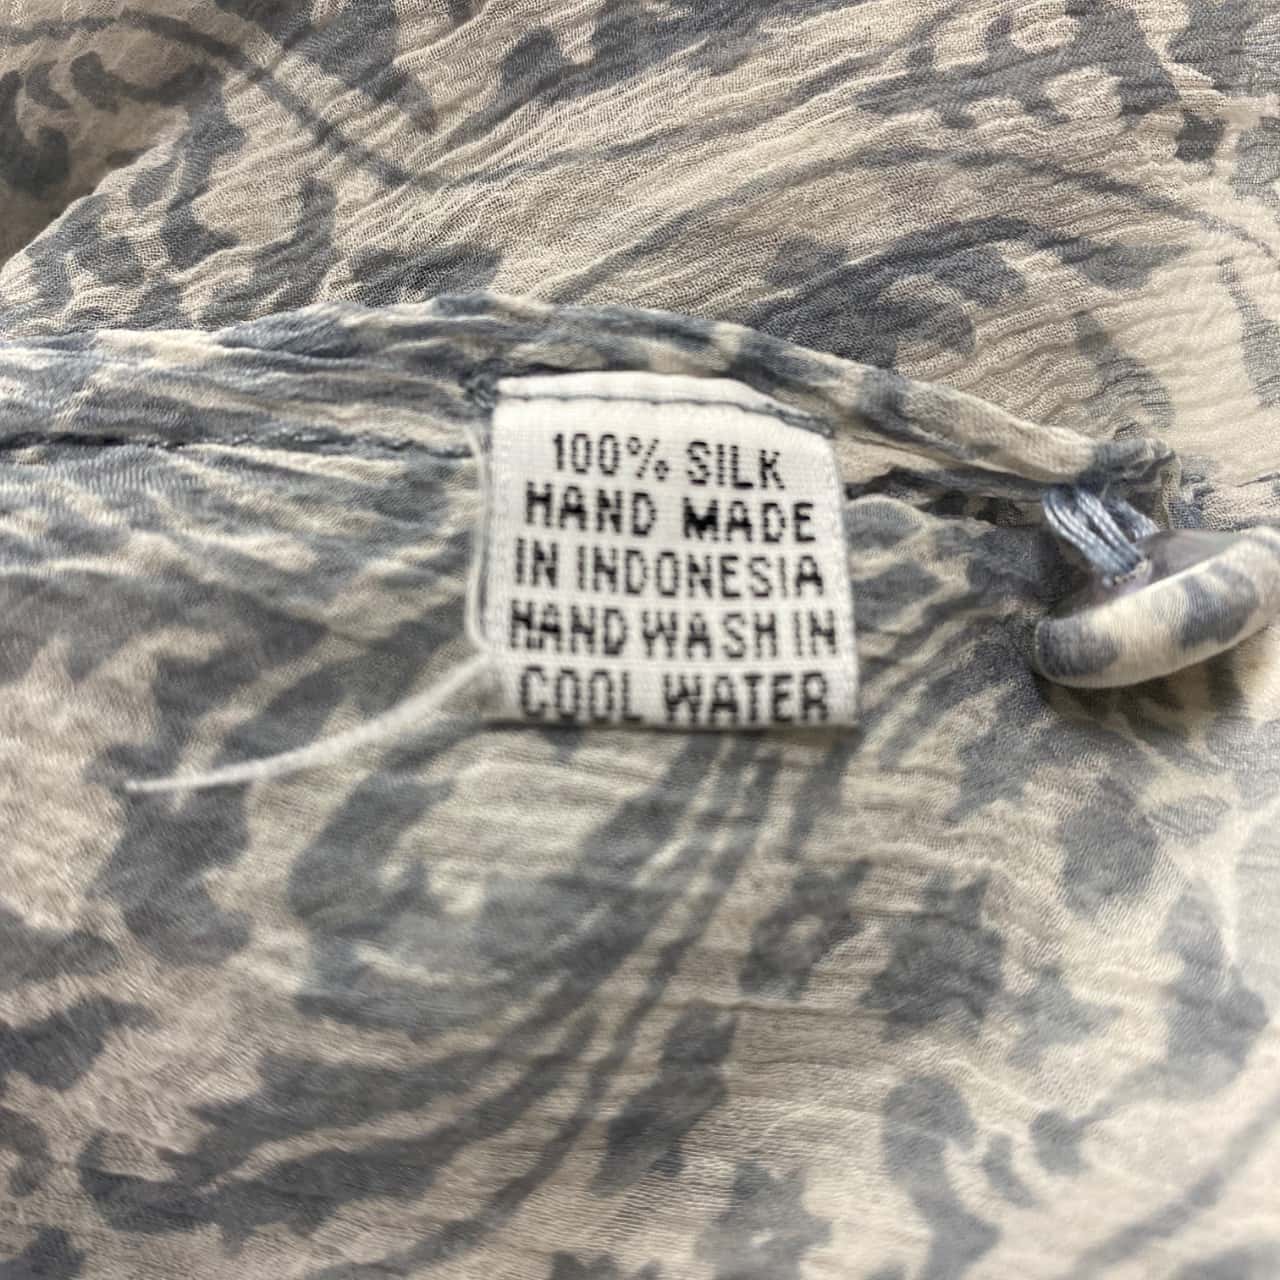 100% SILK
HAND MADE
IN INDONESIA
HAND WASH IN
COOL WATER